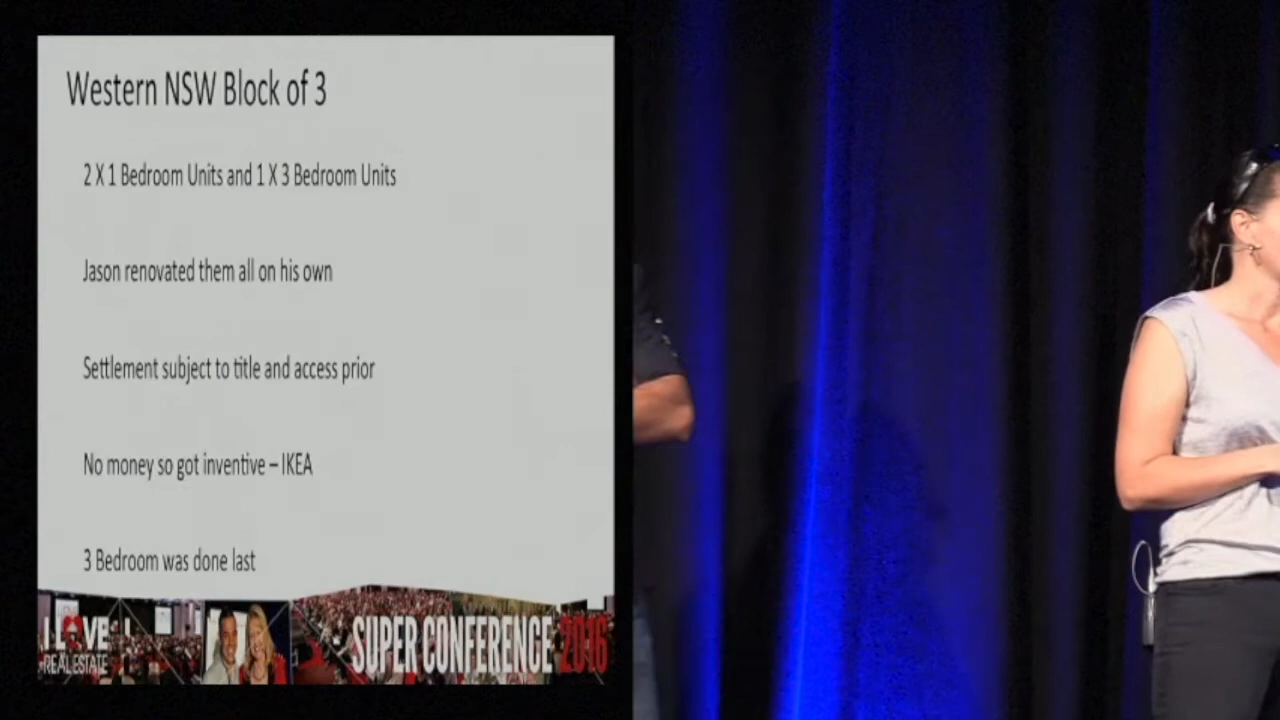 Western NSW Block of 3
2 X 1 Bedroom Units and 1 X 3 Bedroom Units
Jason renovated them all on his own
Settlement subject to title and access prior
No money so got inventive – IKEA
3 Bedroom was done last
I LOVE
REAL ESTATE
SUPER CONFERENCE 2016